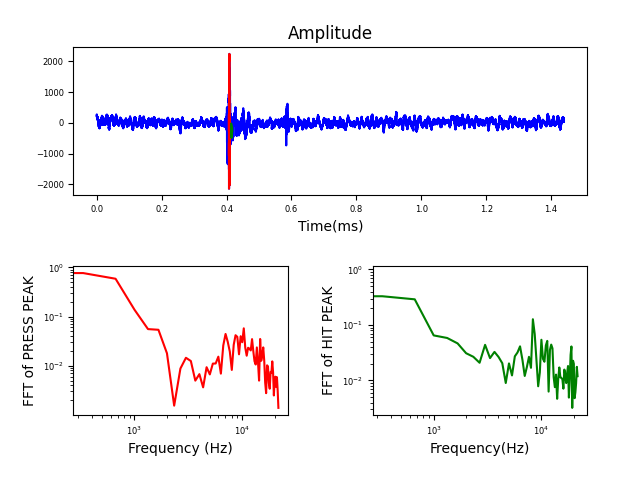 Amplitude
2000
1000
0
−1000
−2000
0.0 0.2 0.4 0.6 0.8 1.0 1.2 1.4
Time(ms)
FFT of PRESS PEAK
10⁰
10⁻¹
10⁻²
10³ 10⁴
Frequency (Hz)
FFT of HIT PEAK
10⁰
10⁻¹
10⁻²
10³ 10⁴
Frequency(Hz)